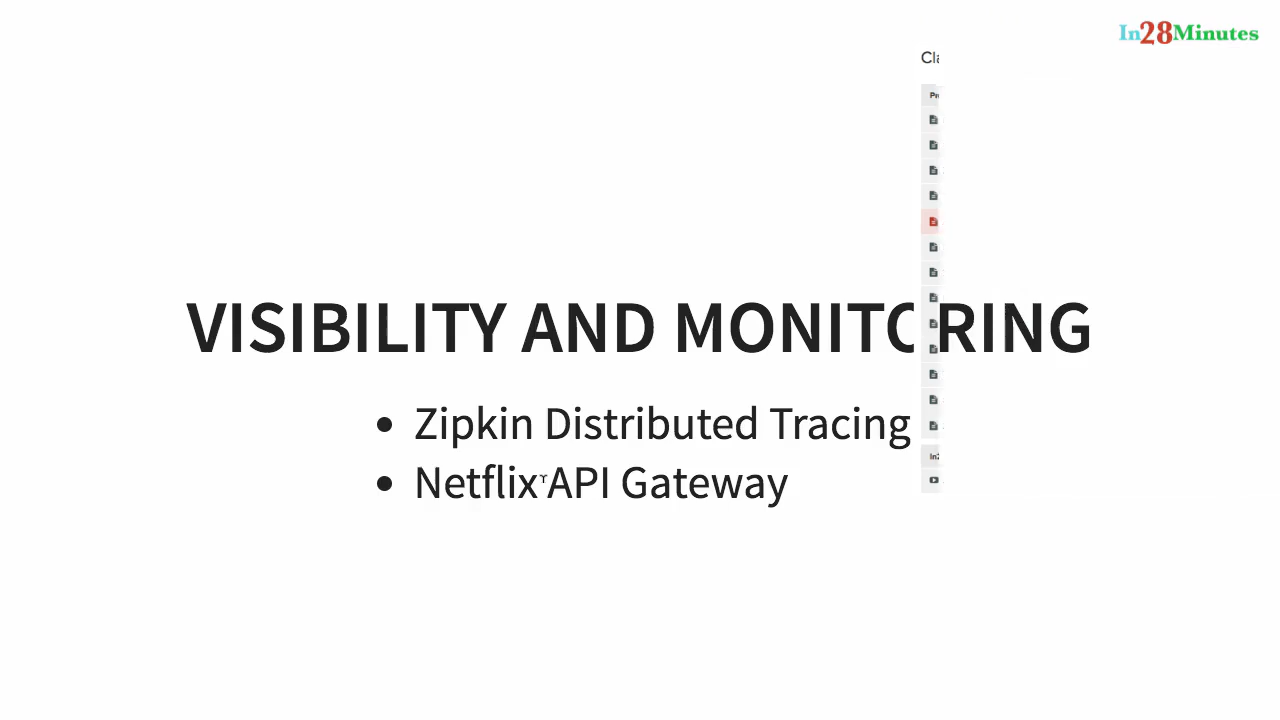 In28Minutes
VISIBILITY AND MONITORING
Zipkin Distributed Tracing
Netflix API Gateway